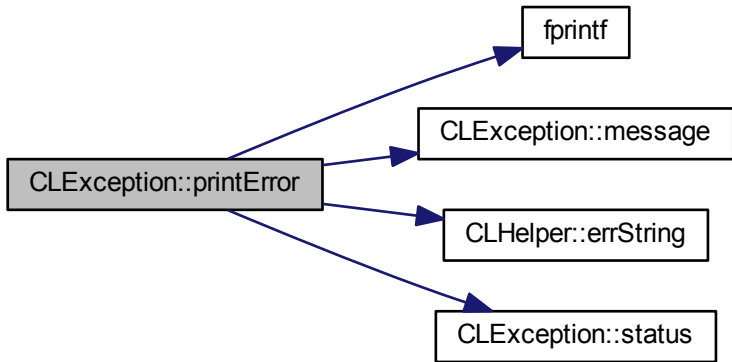 fprintf
CLException::message
CLException::printError
CLHelper::errString
CLException::status